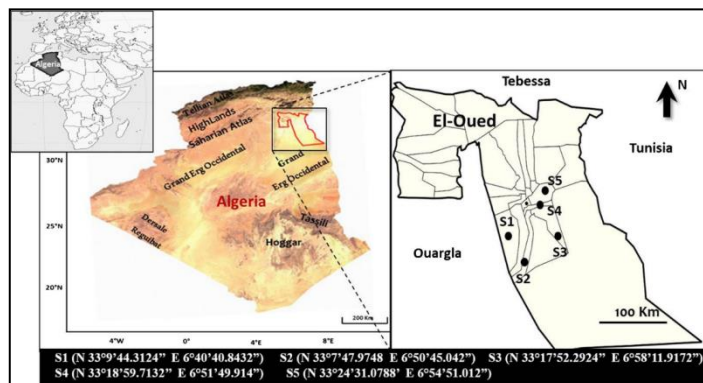 Algeria
Tellian Atlas
HighLands
Saharian Atlas
Grand Erg Occidental
Grand
Erg Occidental
Algeria
Dersale
Reguibat
Tassili
Hoggar
30°N
25°N
20°N
4°W
0°E
4°E
8°E
200 Km
Tebessa
N
El-Oued
Tunisia
S5
S4
S1
S3
Ouargla
S2
100 Km
S1 (N 33°9’44.3124” E 6°40’40.8432”) S2 (N 33°7’47.9748 E 6°50’45.042”) S3 (N 33°17’52.2924” E 6°58’11.9172”)
S4 (N 33°18’59.7132” E 6°51’49.914”) S5 (N 33°24’31.0788’ E 6°54’51.012”)